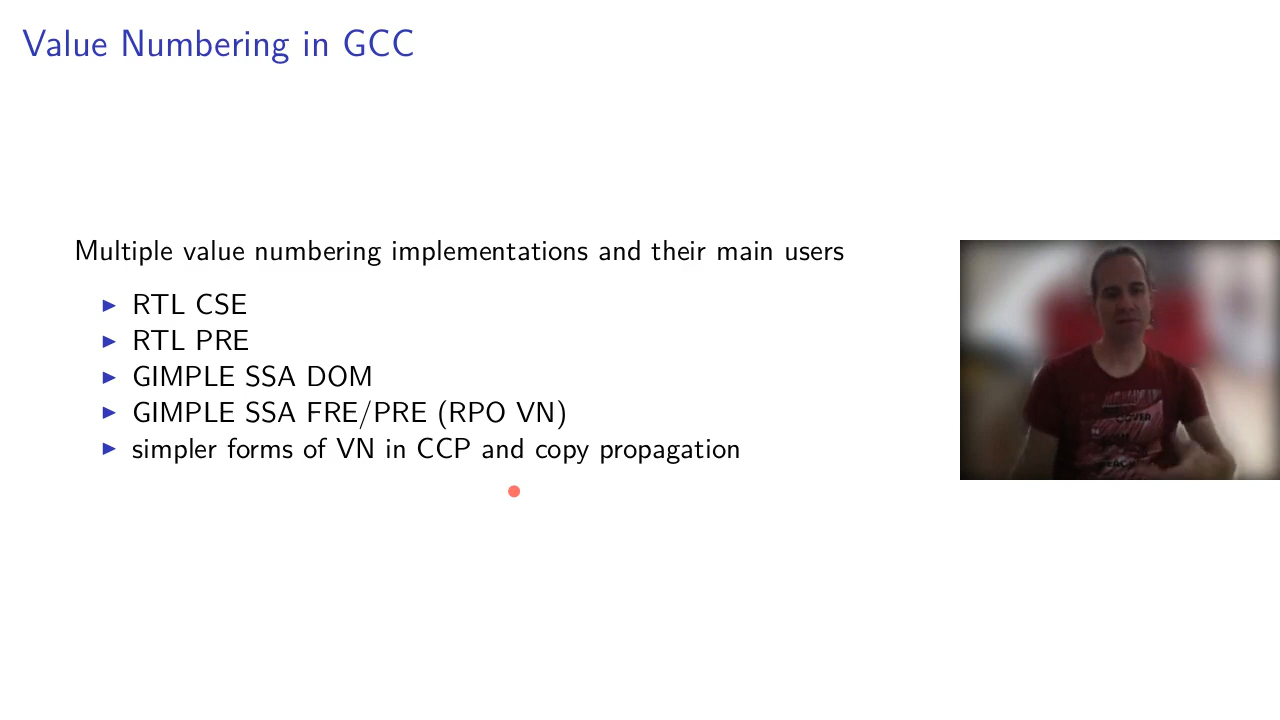 Value Numbering in GCC
Multiple value numbering implementations and their main users
RTL CSE
RTL PRE
GIMPLE SSA DOM
GIMPLE SSA FRE/PRE (RPO VN)
simpler forms of VN in CCP and copy propagation